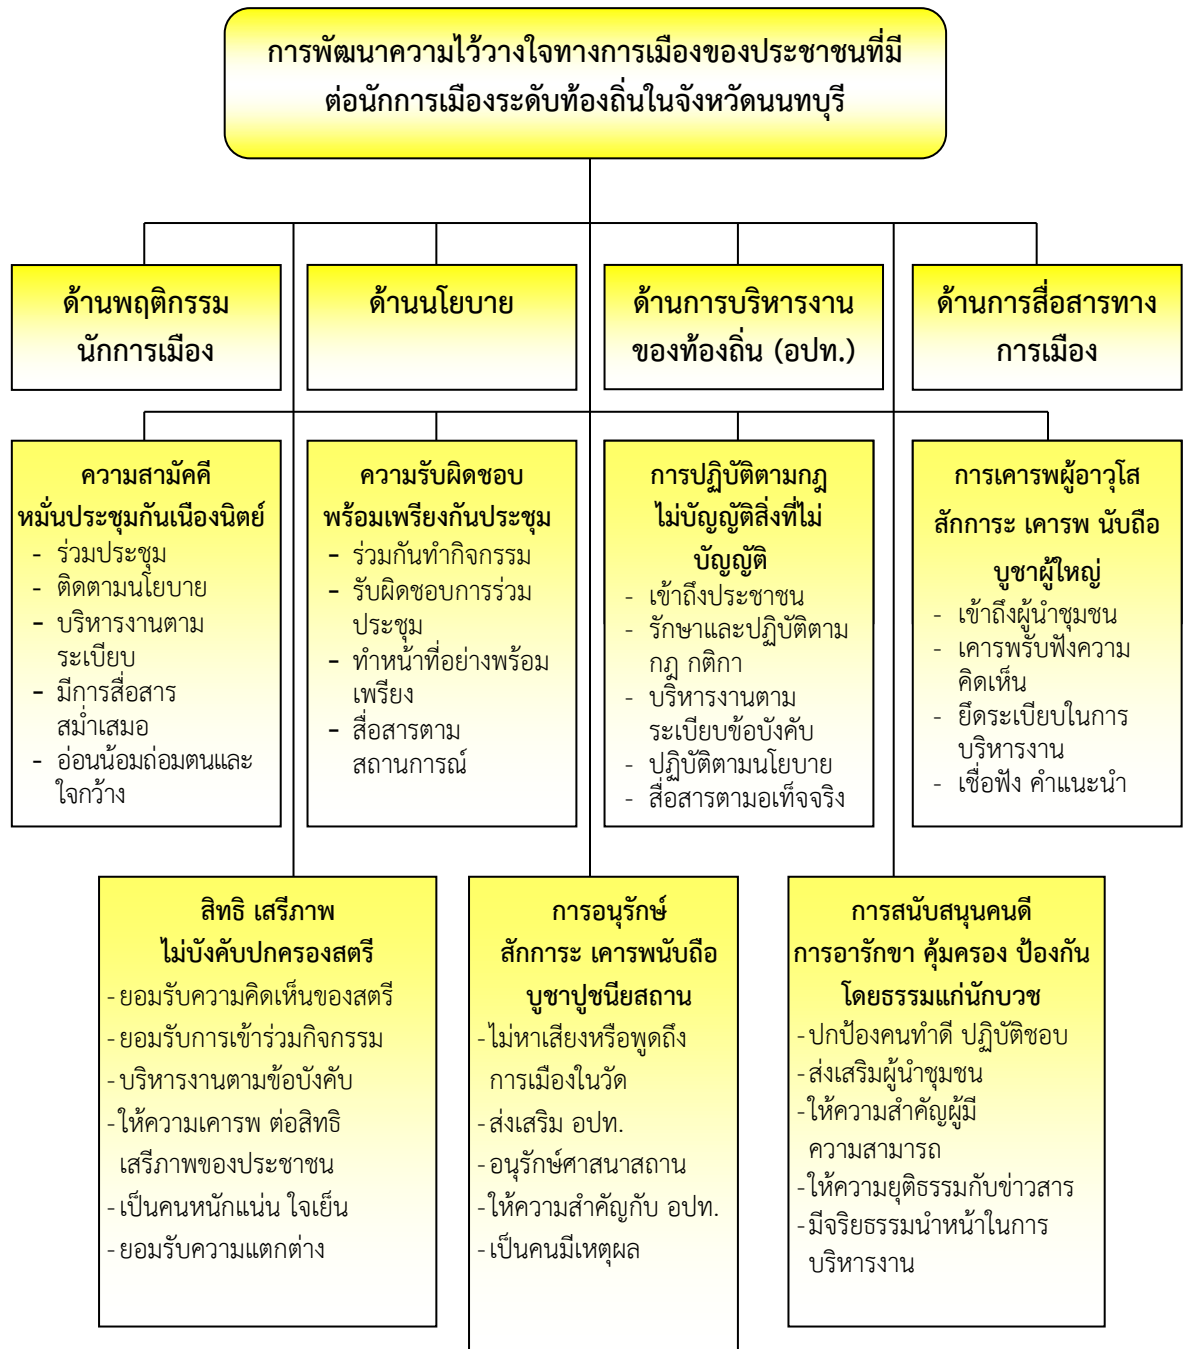 การพัฒนาความไว้วางใจทางการเมืองของประชาชนที่มี
ต่อนักการเมืองระดับท้องถิ่นในจังหวัดนนทบุรี
ด้านพฤติกรรม
นักการเมือง
ด้านนโยบาย
ด้านการบริหารงาน
ของท้องถิ่น (อปท.)
ด้านการสื่อสารทาง
การเมือง
ความสามัคคี
หมั่นประชุมกันเนืองนิตย์
- ร่วมประชุม
- ติดตามนโยบาย
- บริหารงานตาม
ระเบียบ
- มีการสื่อสาร
สม่ำเสมอ
- อ่อนน้อมถ่อมตนและ
ใจกว้าง
ความรับผิดชอบ
พร้อมเพรียงกันประชุม
- ร่วมกันทำกิจกรรม
- รับผิดชอบการร่วม
ประชุม
- ทำหน้าที่อย่างพร้อม
เพรียง
- สื่อสารตาม
สถานการณ์
การปฏิบัติตามกฎ
ไม่บัญญัติสิ่งที่ไม่
บัญญัติ
- เข้าถึงประชาชน
- รักษาและปฏิบัติตาม
กฎ กติกา
- บริหารงานตาม
ระเบียบข้อบังคับ
- ปฏิบัติตามนโยบาย
- สื่อสารตามอเท็จจริง
การเคารพผู้อาวุโส
สักการะ เคารพ นับถือ
บูชาผู้ใหญ่
- เข้าถึงผู้นำชุมชน
- เคารพรับฟังความ
คิดเห็น
- ยึดระเบียบในการ
บริหารงาน
- เชื่อฟัง คำแนะนำ
สิทธิ เสรีภาพ
ไม่บังคับปกครองสตรี
- ยอมรับความคิดเห็นของสตรี
- ยอมรับการเข้าร่วมกิจกรรม
- บริหารงานตามข้อบังคับ
- ให้ความเคารพ ต่อสิทธิ
เสรีภาพของประชาชน
- เป็นคนหนักแน่น ใจเย็น
- ยอมรับความแตกต่าง
การอนุรักษ์
สักการะ เคารพนับถือ
บูชาปูชนียสถาน
- ไม่หาเสียงหรือพูดถึง
การเมืองในวัด
- ส่งเสริม อปท.
- อนุรักษ์ศาสนาสถาน
- ให้ความสำคัญกับ อปท.
- เป็นคนมีเหตุผล
การสนับสนุนคนดี
การอารักขา คุ้มครอง ป้องกัน
โดยธรรมแก่นักบวช
- ปกป้องคนทำดี ปฏิบัติชอบ
- ส่งเสริมผู้นำชุมชน
- ให้ความสำคัญผู้มี
ความสามารถ
- ให้ความยุติธรรมกับข่าวสาร
- มีจริยธรรมนำหน้าในการ
บริหารงาน